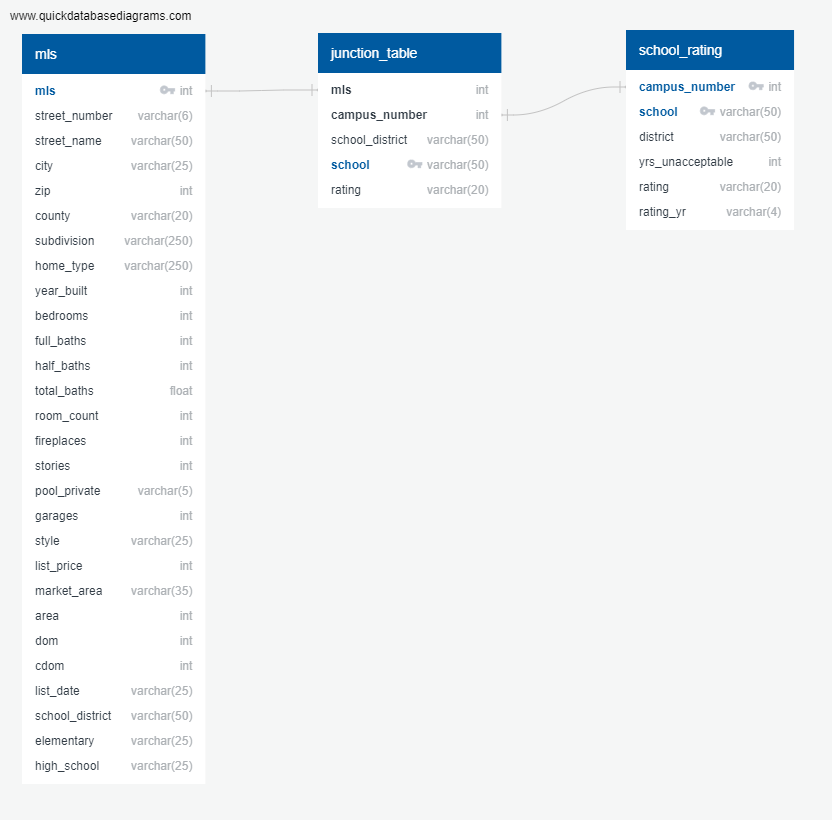 www.quickdatabasediagrams.com
mls
mls int
street_number varchar(6)
street_name varchar(50)
city varchar(25)
zip int
county varchar(20)
subdivision varchar(250)
home_type varchar(250)
year_built int
bedrooms int
full_baths int
half_baths int
total_baths float
room_count int
fireplaces int
stories int
pool_private varchar(5)
garages int
style varchar(25)
list_price int
market_area varchar(35)
area int
dom int
cdom int
list_date varchar(25)
school_district varchar(50)
elementary varchar(25)
high_school varchar(25)
junction_table
mls int
campus_number int
school_district varchar(50)
school varchar(50)
rating varchar(20)
school_rating
campus_number int
school varchar(50)
district varchar(50)
yrs_unacceptable int
rating varchar(20)
rating_yr varchar(4)